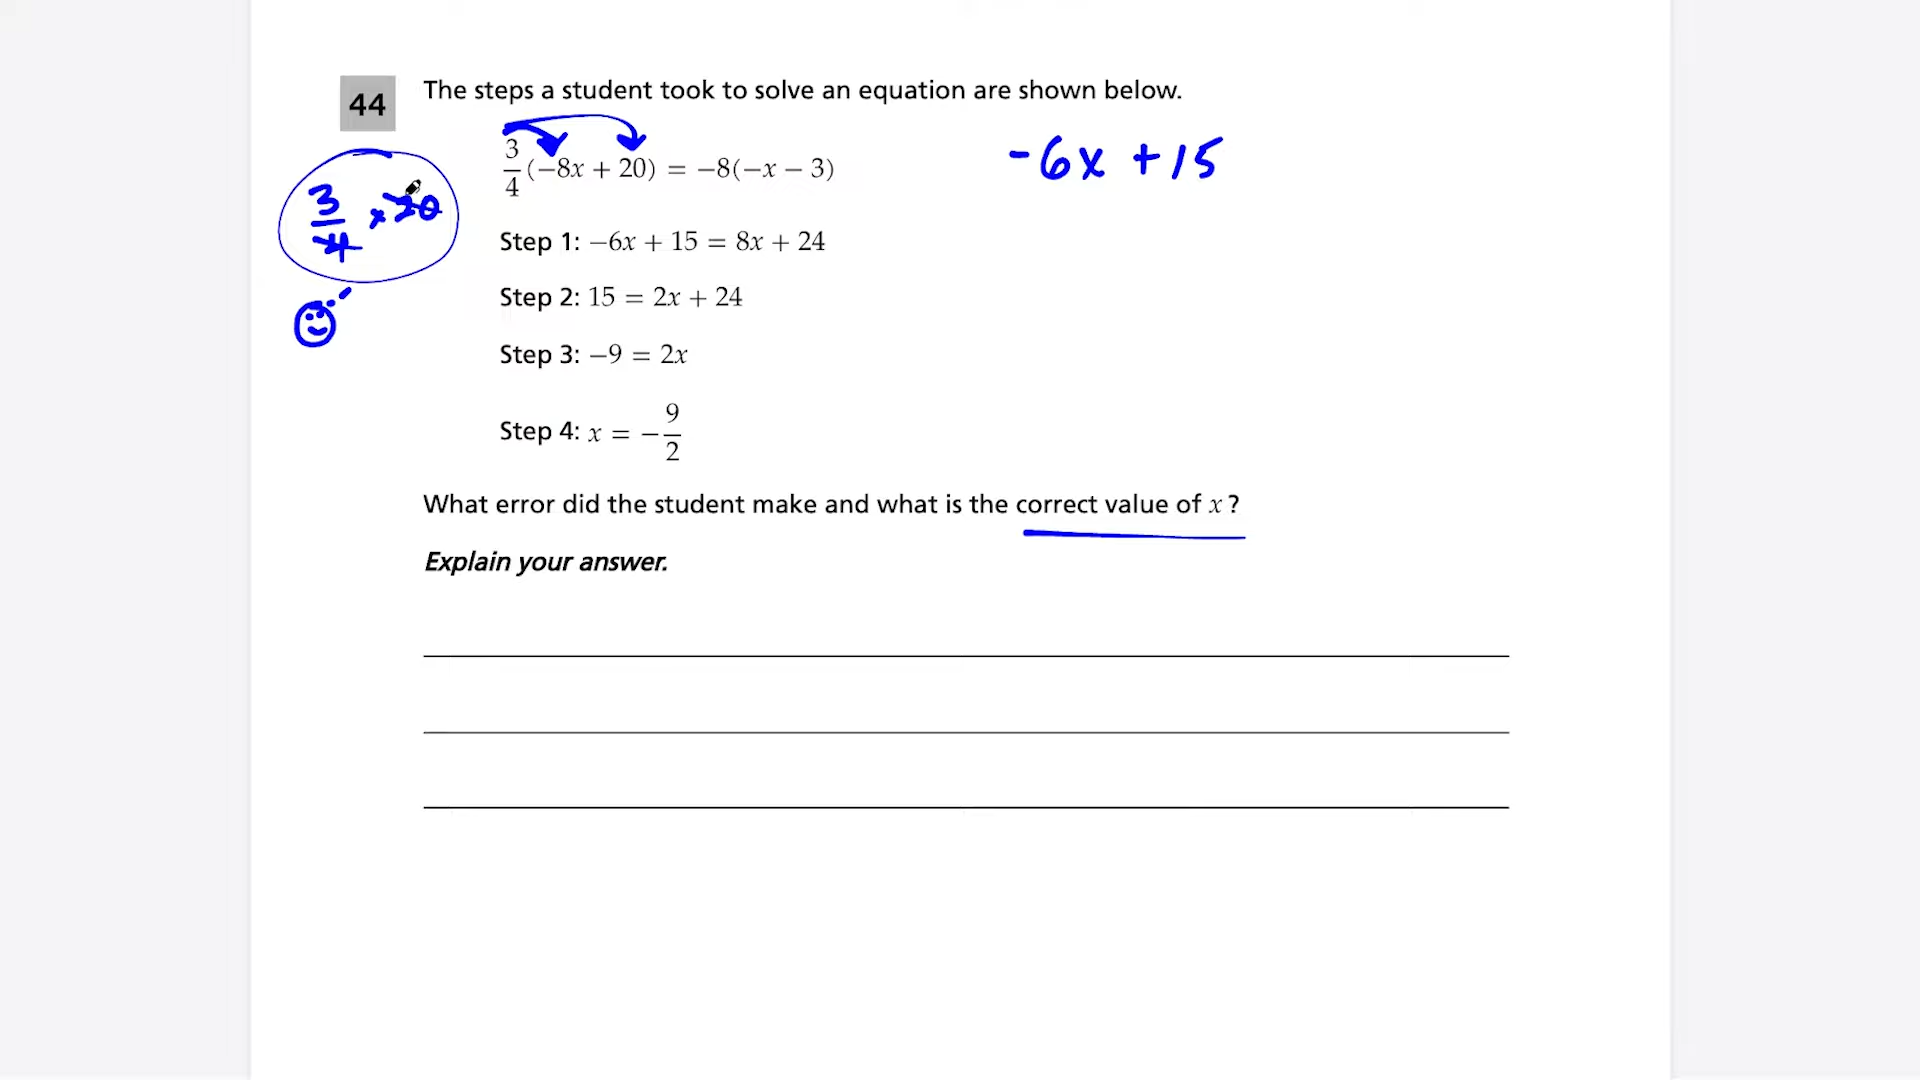 44
The steps a student took to solve an equation are shown below.
3/4(−8x + 20) = −8(−x − 3)
-6x +15
3/4 × 20
Step 1: −6x + 15 = 8x + 24
Step 2: 15 = 2x + 24
Step 3: −9 = 2x
Step 4: x = −9/2
What error did the student make and what is the correct value of x?
Explain your answer.